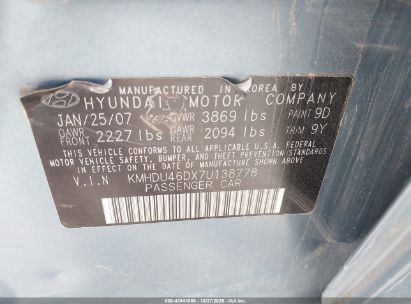 MANUFACTURED IN KOREA BY
HYUNDAI MOTOR COMPANY
JAN/25/07 GVWR 3869 lbs PAINT 9D
GAWR FRONT 2227 lbs GAWR REAR 2094 lbs TRIM 9Y
THIS VEHICLE CONFORMS TO ALL APPLICABLE U.S.A. FEDERAL
MOTOR VEHICLE SAFETY, BUMPER, AND THEFT PREVENTION
STANDARDS IN EFFECT ON THE DATE OF MANUFACTURE SHOWN ABOVE.
V.I.N KMHDU46DX7U138778
PASSENGER CAR